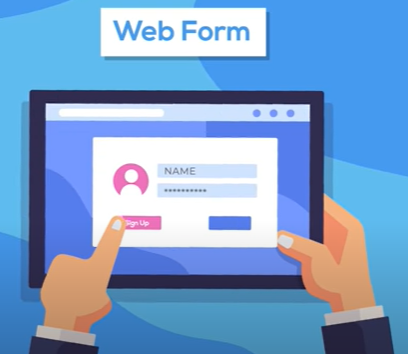 Web Form
NAME
**********
Sign Up